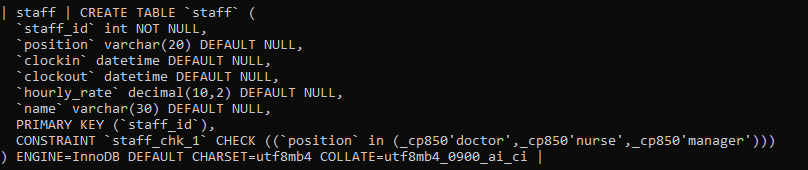 | staff | CREATE TABLE `staff` (
  `staff_id` int NOT NULL,
  `position` varchar(20) DEFAULT NULL,
  `clockin` datetime DEFAULT NULL,
  `clockout` datetime DEFAULT NULL,
  `hourly_rate` decimal(10,2) DEFAULT NULL,
  `name` varchar(30) DEFAULT NULL,
  PRIMARY KEY (`staff_id`),
  CONSTRAINT `staff_chk_1` CHECK ((`position` in (_cp850'doctor',_cp850'nurse',_cp850'manager')))
) ENGINE=InnoDB DEFAULT CHARSET=utf8mb4 COLLATE=utf8mb4_0900_ai_ci |